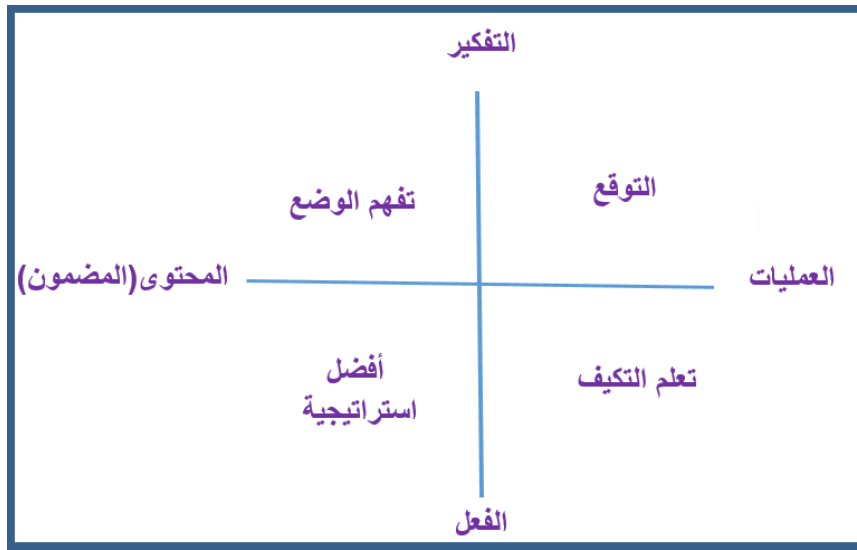 التفكير
التوقع
تفهم الوضع
العمليات
المحتوى(المضمون)
تعلم التكيف
أفضل
استراتيجية
الفعل